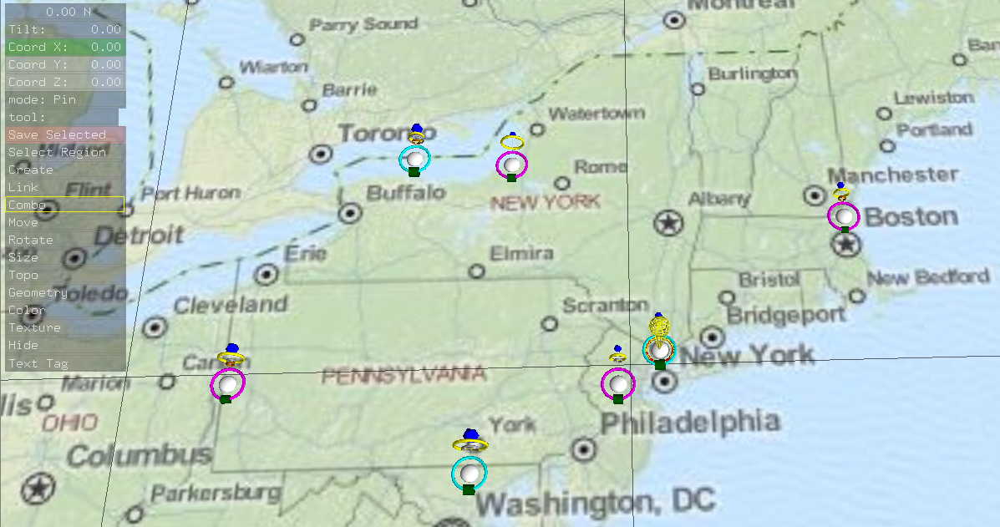 0.00 N
Tilt: 0.00
Coord X: 0.00
Coord Y: 0.00
Coord Z: 0.00
mode: Pin
tool:
Save Selected
Select Region
Create
Link
Combo
Move
Rotate
Size
Topo
Geometry
Color
Texture
Hide
Text Tag
Montreal
Parry Sound
Wiarton
Barrie
Burlington
Lewiston
Watertown
Toronto
Portland
Rome
Manchester
Flint
Port Huron
Buffalo
NEW YORK
Albany
Boston
Detroit
Erie
Elmira
Bristol
New Bedford
Toledo
Cleveland
Scranton
Bridgeport
Canton
New York
Marion
PENNSYLVANIA
OHIO
York
Philadelphia
Columbus
Parkersburg
Washington, DC